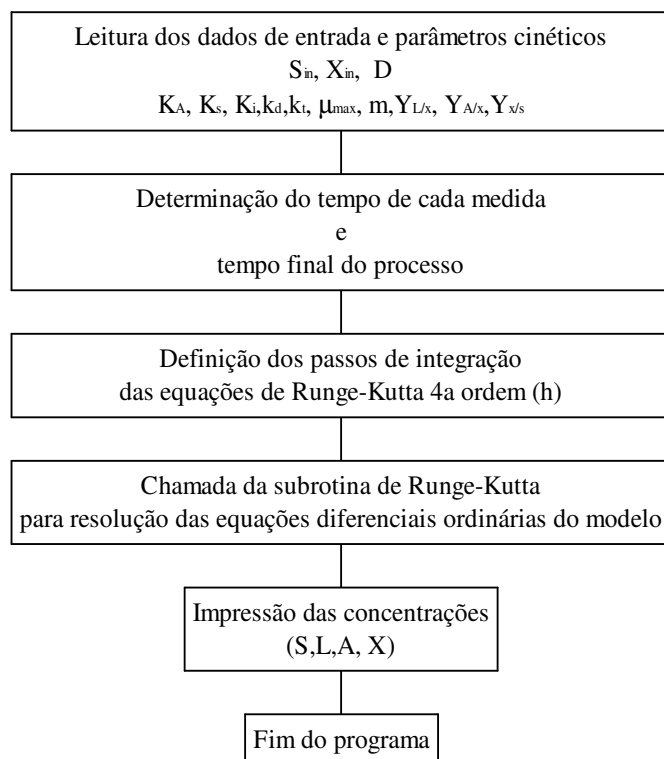 Leitura dos dados de entrada e parâmetros cinéticos
Sin, Xin, D
KA, Ks, Ki,kd,kt, μmax, m,YL/x, YA/x,Yx/s
Determinação do tempo de cada medida
e
tempo final do processo
Definição dos passos de integração
das equações de Runge-Kutta 4a ordem (h)
Chamada da subrotina de Runge-Kutta
para resolução das equações diferenciais ordinárias do modelo
Impressão das concentrações
(S,L,A, X)
Fim do programa